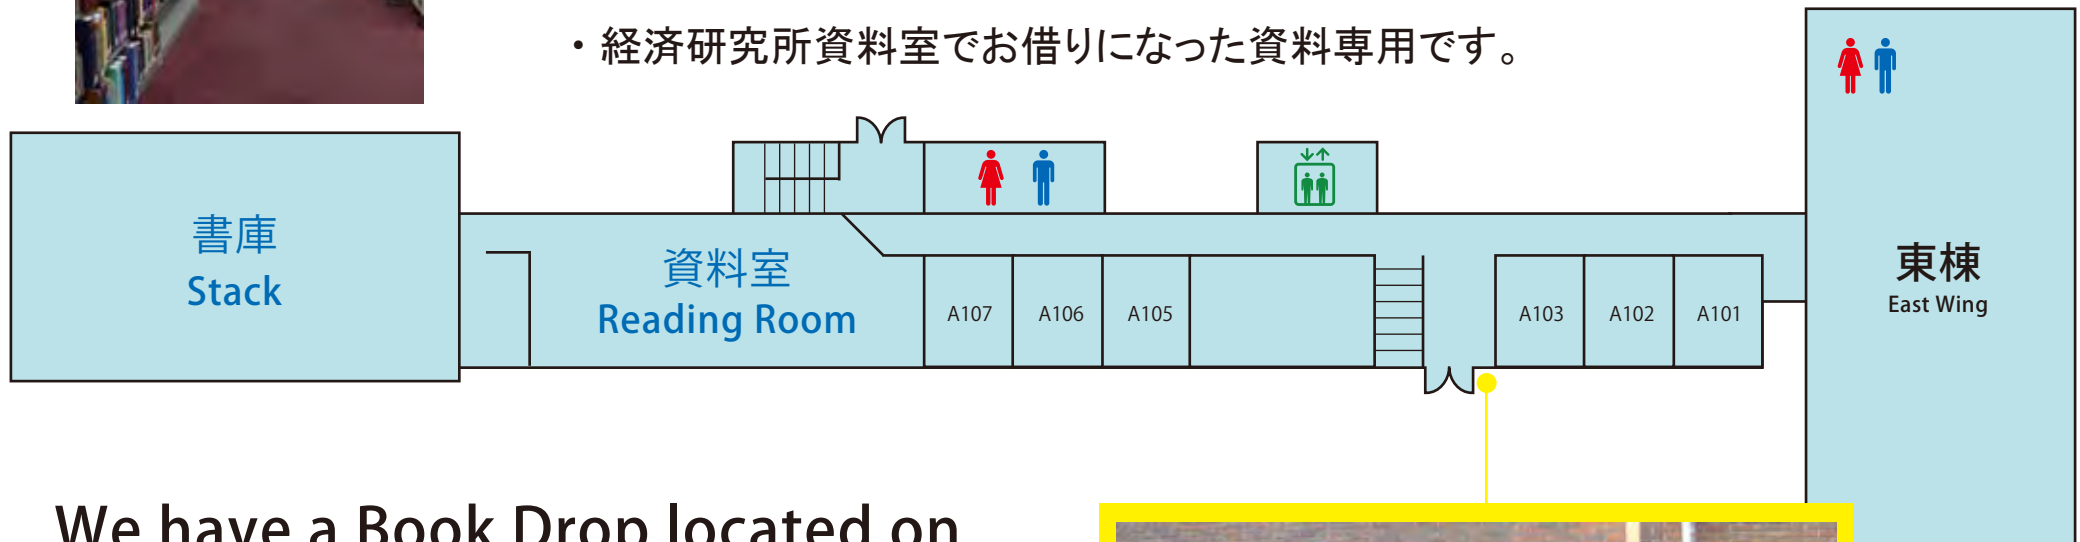 ・経済研究所資料室でお借りになった資料専用です。
書庫
Stack
資料室
Reading Room
A107
A106
A105
A103
A102
A101
東棟
East Wing
We have a Book Drop located on